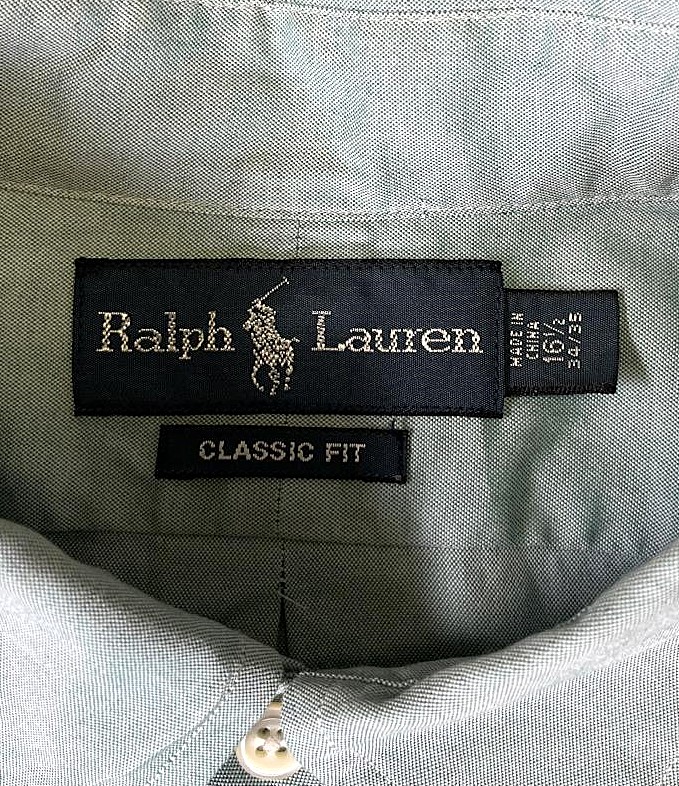 Ralph Lauren
MADE IN
CHINA
16½
34/35
CLASSIC FIT